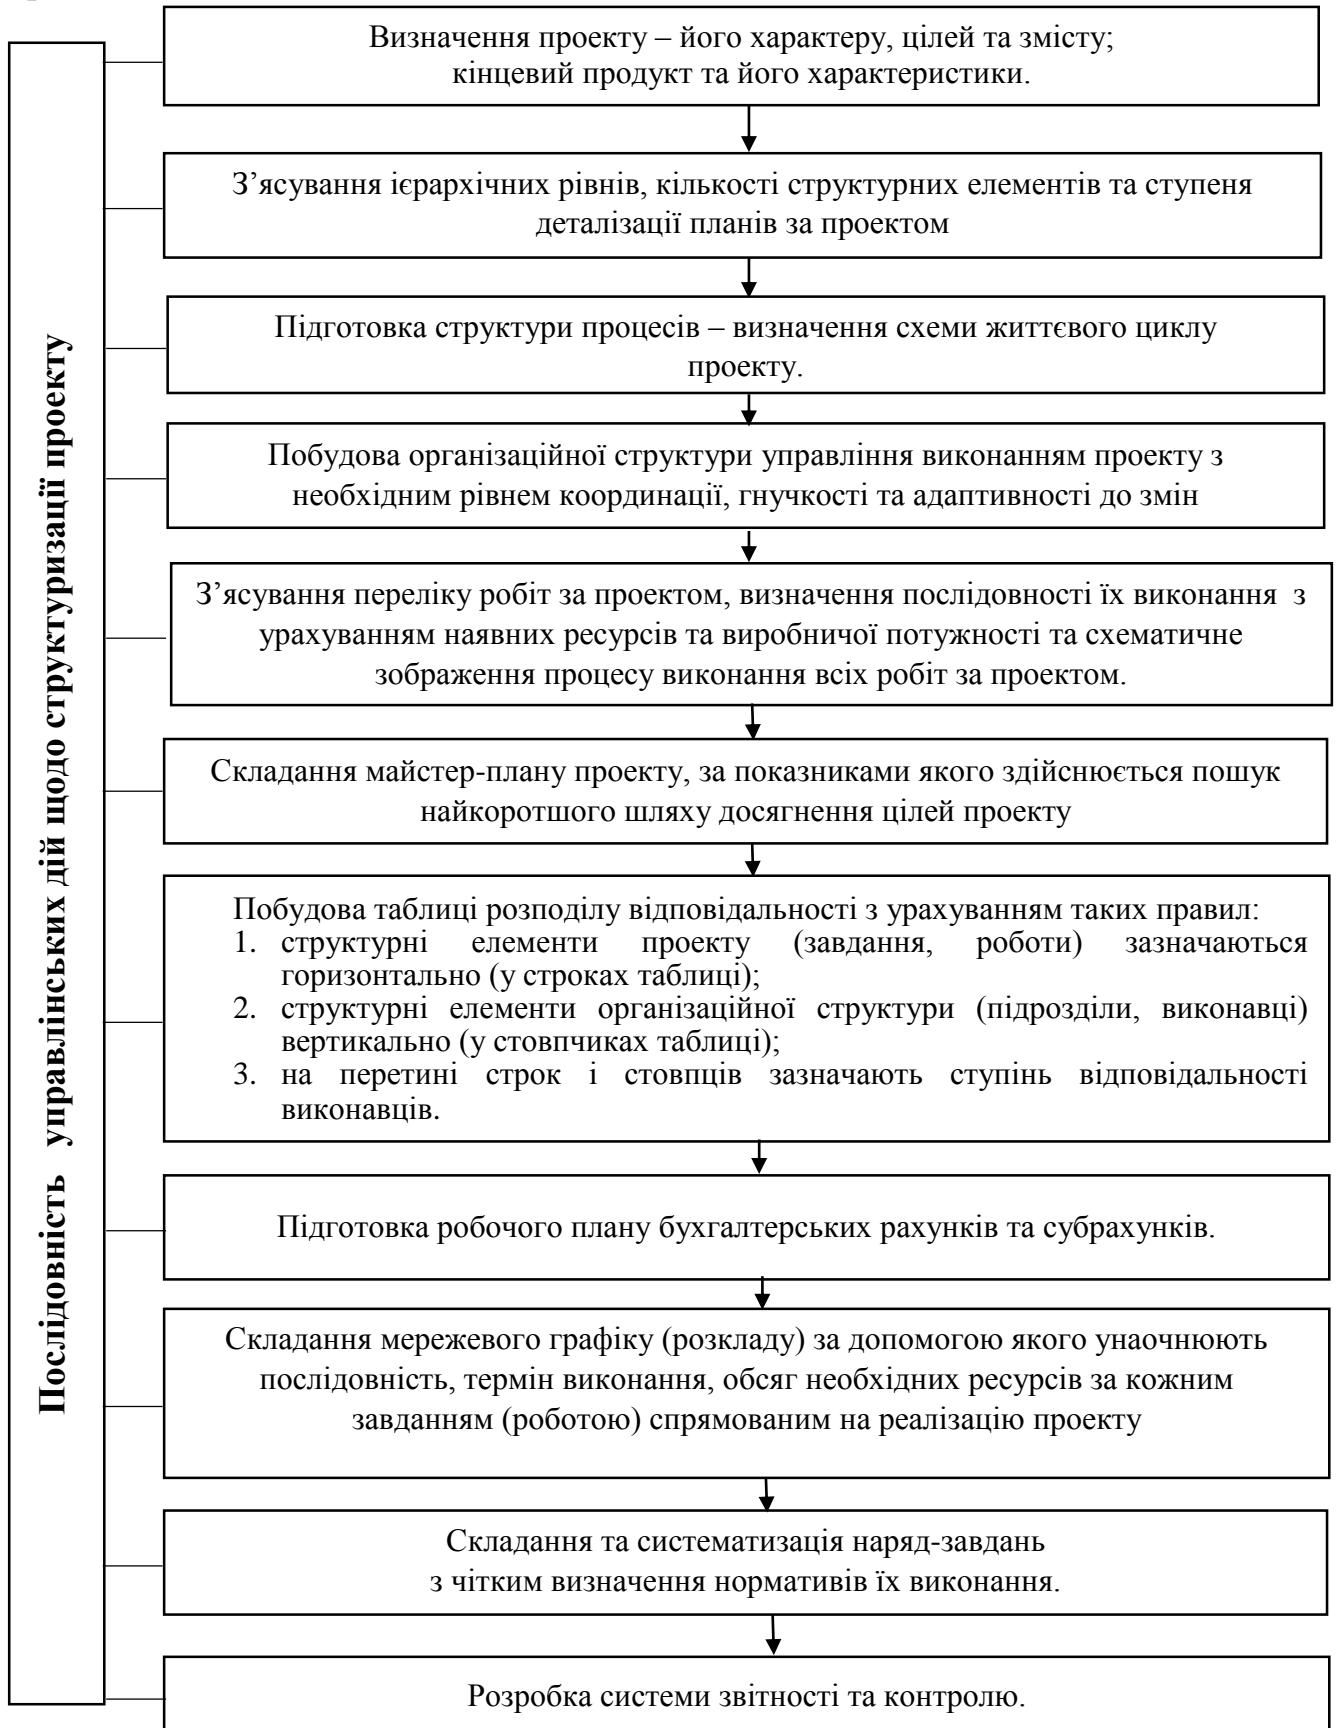 Послідовність управлінських дій щодо структуризації проекту
Визначення проекту – його характеру, цілей та змісту;
кінцевий продукт та його характеристики.
З’ясування ієрархічних рівнів, кількості структурних елементів та ступеня
деталізації планів за проектом
Підготовка структури процесів – визначення схеми життєвого циклу
проекту.
Побудова організаційної структури управління виконанням проекту з
необхідним рівнем координації, гнучкості та адаптивності до змін
З’ясування переліку робіт за проектом, визначення послідовності їх виконання з
урахуванням наявних ресурсів та виробничої потужності та схематичне
зображення процесу виконання всіх робіт за проектом.
Складання майстер-плану проекту, за показниками якого здійснюється пошук
найкоротшого шляху досягнення цілей проекту
Побудова таблиці розподілу відповідальності з урахуванням таких правил:
1. структурні елементи проекту (завдання, роботи) зазначаються
горизонтально (у строках таблиці);
2. структурні елементи організаційної структури (підрозділи, виконавці)
вертикально (у стовпчиках таблиці);
3. на перетині строк і стовпців зазначають ступінь відповідальності
виконавців.
Підготовка робочого плану бухгалтерських рахунків та субрахунків.
Складання мережевого графіку (розкладу) за допомогою якого унаочнюють
послідовність, термін виконання, обсяг необхідних ресурсів за кожним
завданням (роботою) спрямованим на реалізацію проекту
Складання та систематизація наряд-завдань
з чітким визначення нормативів їх виконання.
Розробка системи звітності та контролю.